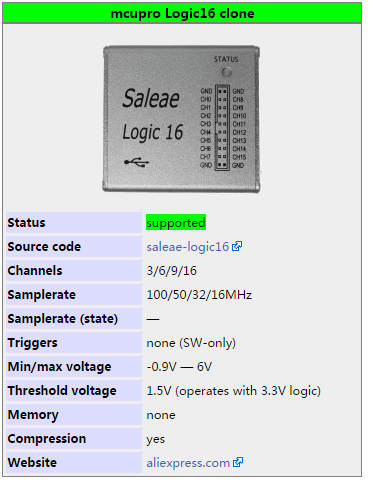 mcupro Logic16 clone
STATUS
Saleae
Logic 16
GND GND
CH0 CH8
CH1 CH9
CH2 CH10
CH3 CH11
CH4 CH12
CH5 CH13
CH6 CH14
CH7 CH15
GND GND
Status supported
Source code saleae-logic16
Channels 3/6/9/16
Samplerate 100/50/32/16MHz
Samplerate (state) —
Triggers none (SW-only)
Min/max voltage -0.9V — 6V
Threshold voltage 1.5V (operates with 3.3V logic)
Memory none
Compression yes
Website aliexpress.com